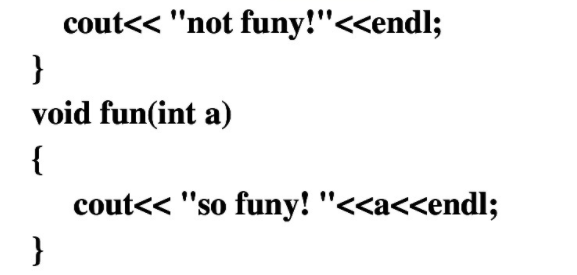 cout<< "not funy!"<<endl;
}
void fun(int a)
{
cout<< "so funy! "<<a<<endl;
}